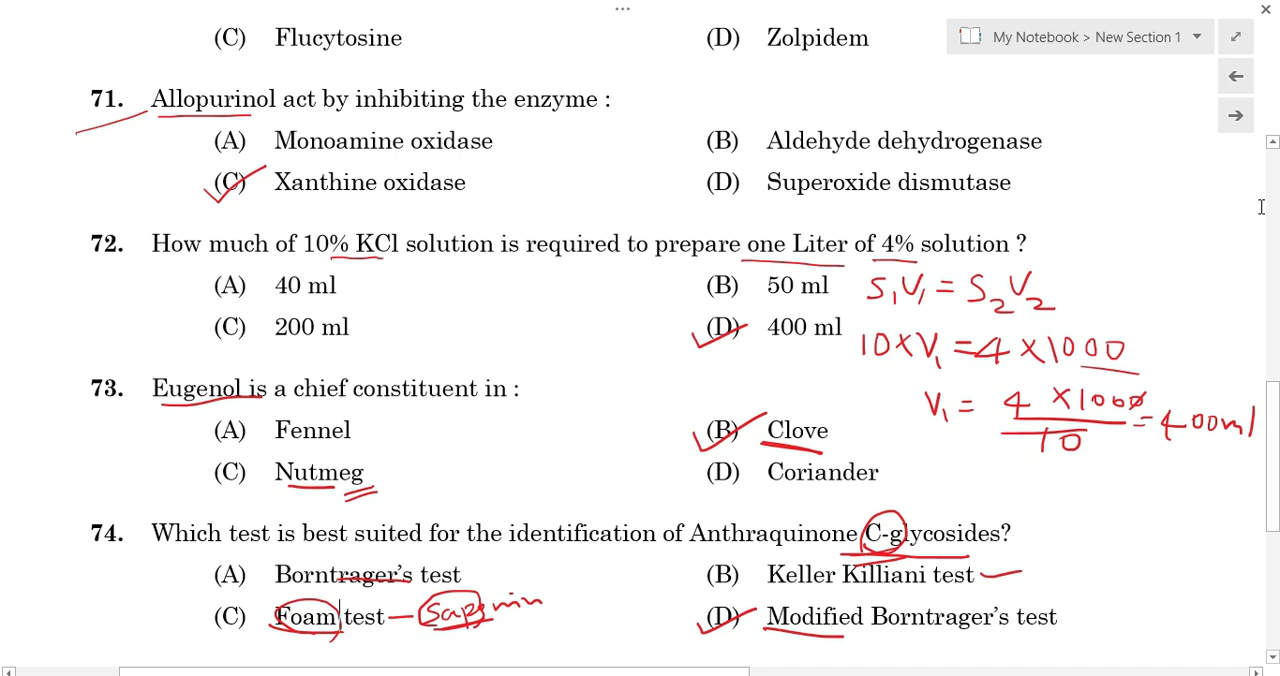 (C) Flucytosine (D) Zolpidem
My Notebook > New Section 1
71. Allopurinol act by inhibiting the enzyme :
(A) Monoamine oxidase (B) Aldehyde dehydrogenase
(C) Xanthine oxidase (D) Superoxide dismutase
72. How much of 10% KCl solution is required to prepare one Liter of 4% solution ?
(A) 40 ml (B) 50 ml
S₁V₁ = S₂V₂
(C) 200 ml (D) 400 ml
10×V₁ = 4 × 1000
73. Eugenol is a chief constituent in :
V₁ = 4 × 1000 / 10 = 400ml
(A) Fennel (B) Clove
(C) Nutmeg (D) Coriander
74. Which test is best suited for the identification of Anthraquinone C-glycosides?
(A) Borntrager's test (B) Keller Killiani test
(C) Foam test — Saponin (D) Modified Borntrager's test